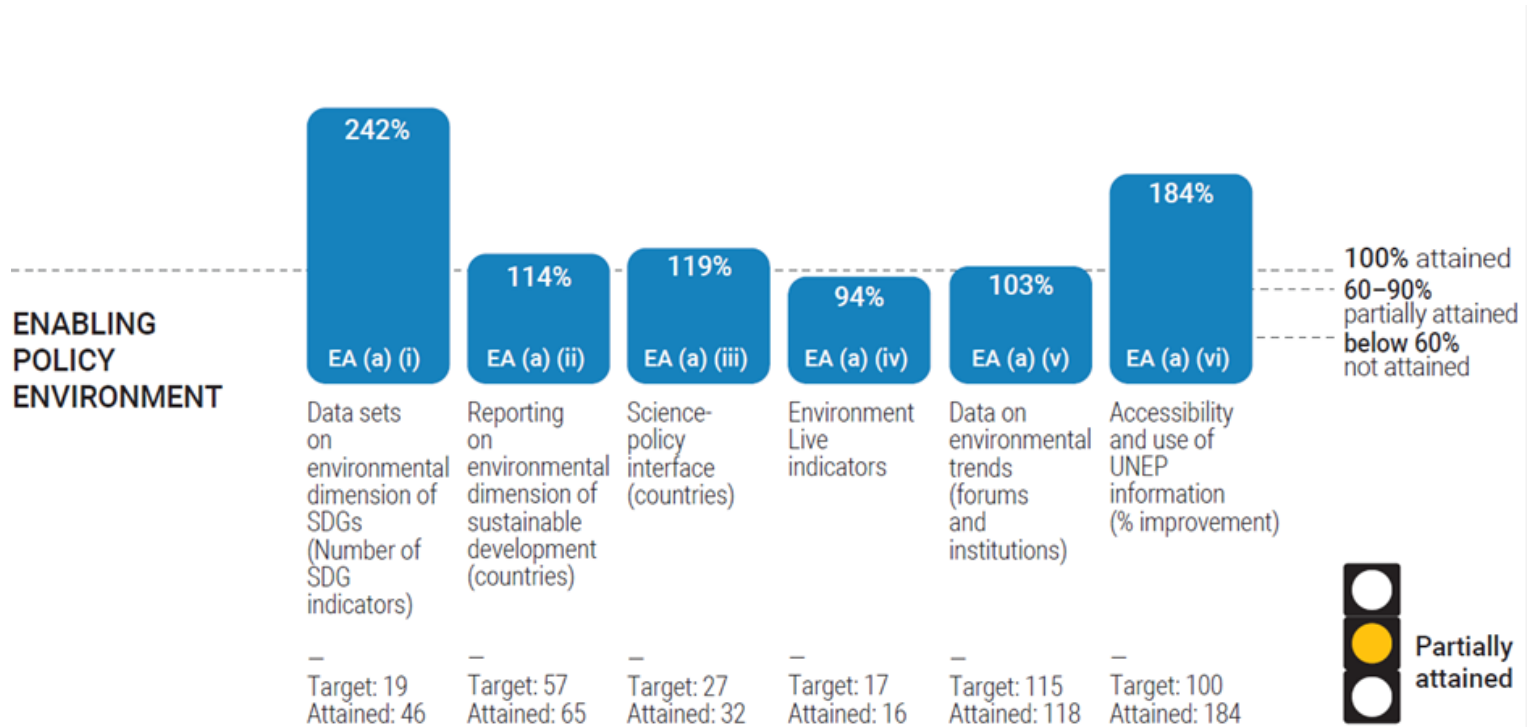 242%
184%
119%
114%
103%
94%
100% attained
60–90%
partially attained
below 60%
not attained
ENABLING
POLICY
ENVIRONMENT
EA (a) (i)
EA (a) (ii)
EA (a) (iii)
EA (a) (iv)
EA (a) (v)
EA (a) (vi)
Data sets
on
environmental
dimension of
SDGs
(Number of
SDG
indicators)
Reporting
on
environmental
dimension of
sustainable
development
(countries)
Science-
policy
interface
(countries)
Environment
Live
indicators
Data on
environmental
trends
(forums
and
institutions)
Accessibility
and use of
UNEP
information
(% improvement)
—
Target: 19
Attained: 46
—
Target: 57
Attained: 65
—
Target: 27
Attained: 32
—
Target: 17
Attained: 16
—
Target: 115
Attained: 118
—
Target: 100
Attained: 184
Partially
attained